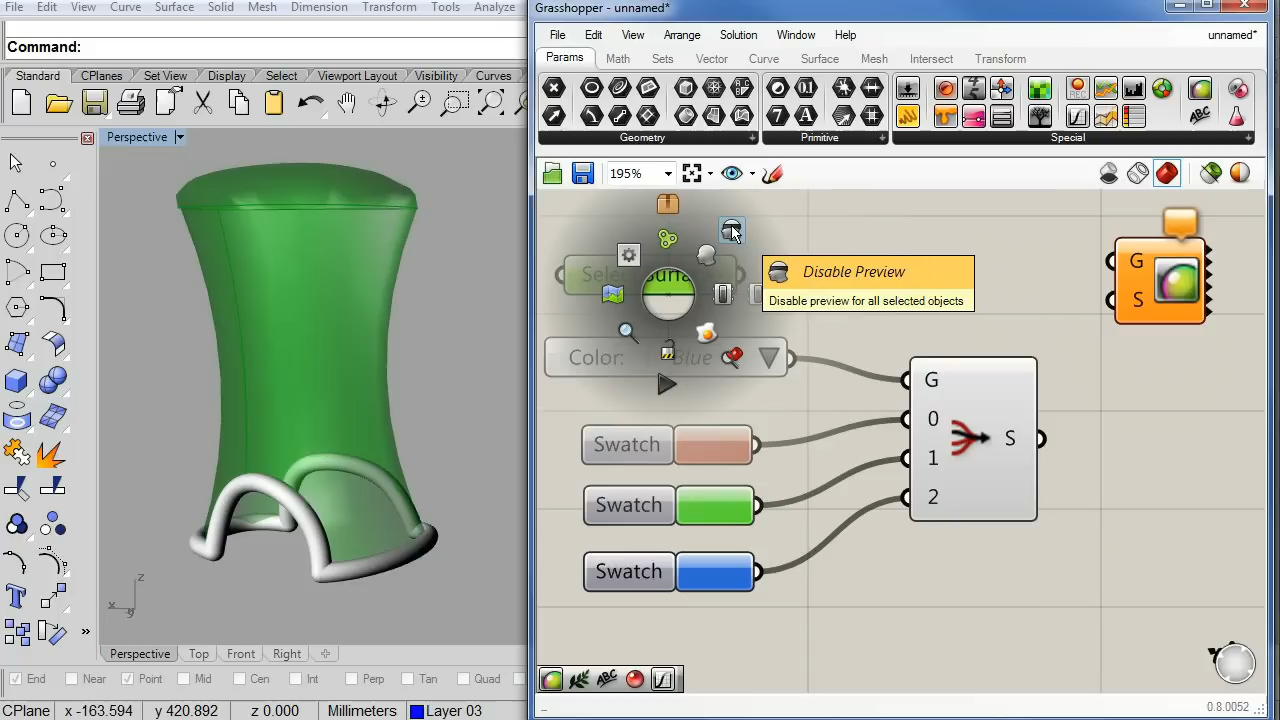 File Edit View Curve Surface Solid Mesh Dimension Transform Tools Analyze
Command:
Standard CPlanes Set View Display Select Viewport Layout Visibility Curves
Perspective
z
x
y
Perspective Top Front Right
End Near Point Mid Cen Int Perp Tan Quad
CPlane x -163.594 y 420.892 z 0.000 Millimeters Layer 03
Grasshopper - unnamed*
File Edit View Arrange Solution Window Help unnamed*
Params Math Sets Vector Curve Surface Mesh Intersect Transform
Geometry Primitive Special
195%
Disable Preview
Disable preview for all selected objects
Color: Blue
Swatch
Swatch
Swatch
G
0
1
2
S
G
S
0.8.0052